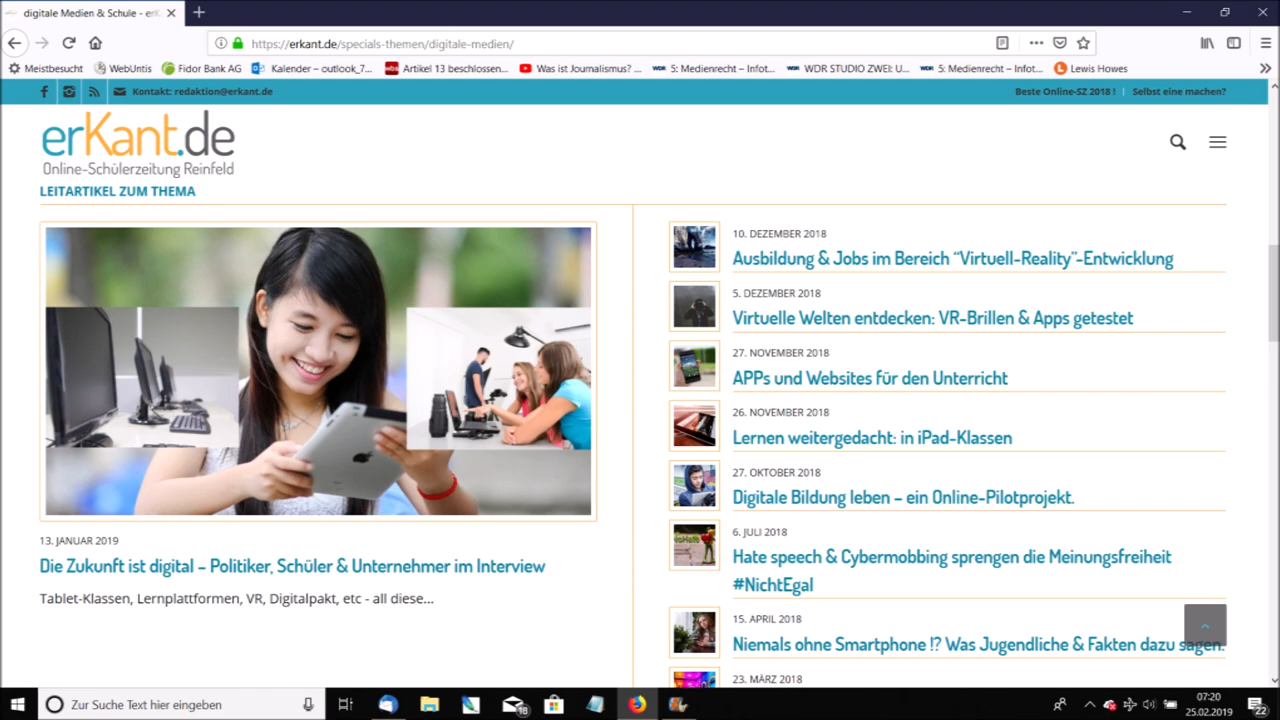 digitale Medien & Schule - erK
https://erkant.de/specials-themen/digitale-medien/
Meistbesucht
WebUntis
Fidor Bank AG
Kalender – outlook_7...
Artikel 13 beschlossen...
Was ist Journalismus? ...
5: Medienrecht – Infot...
WDR STUDIO ZWEI: U...
5: Medienrecht – Infot...
Lewis Howes
Kontakt: redaktion@erkant.de
Beste Online-SZ 2018 !
Selbst eine machen?
erKant.de
Online-Schülerzeitung Reinfeld
LEITARTIKEL ZUM THEMA
13. JANUAR 2019
Die Zukunft ist digital – Politiker, Schüler & Unternehmer im Interview
Tablet-Klassen, Lernplattformen, VR, Digitalpakt, etc - all diese...
10. DEZEMBER 2018
Ausbildung & Jobs im Bereich “Virtuell-Reality”-Entwicklung
5. DEZEMBER 2018
Virtuelle Welten entdecken: VR-Brillen & Apps getestet
27. NOVEMBER 2018
APPs und Websites für den Unterricht
26. NOVEMBER 2018
Lernen weitergedacht: in iPad-Klassen
27. OKTOBER 2018
Digitale Bildung leben – ein Online-Pilotprojekt.
6. JULI 2018
Hate speech & Cybermobbing sprengen die Meinungsfreiheit
#NichtEgal
15. APRIL 2018
Niemals ohne Smartphone !? Was Jugendliche & Fakten dazu sagen.
23. MÄRZ 2018
Zur Suche Text hier eingeben
18
07:20
25.02.2019
22